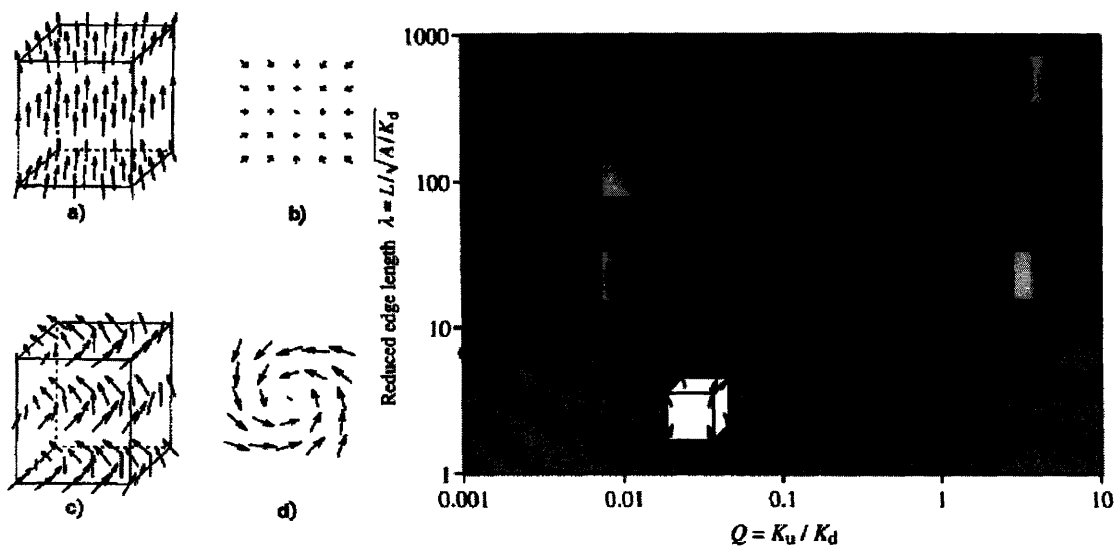 a)
b)
c)
d)
Reduced edge length λ = L/√A/K_d
1000
100
10
1
0.001
0.01
0.1
1
10
Q = K_u / K_d